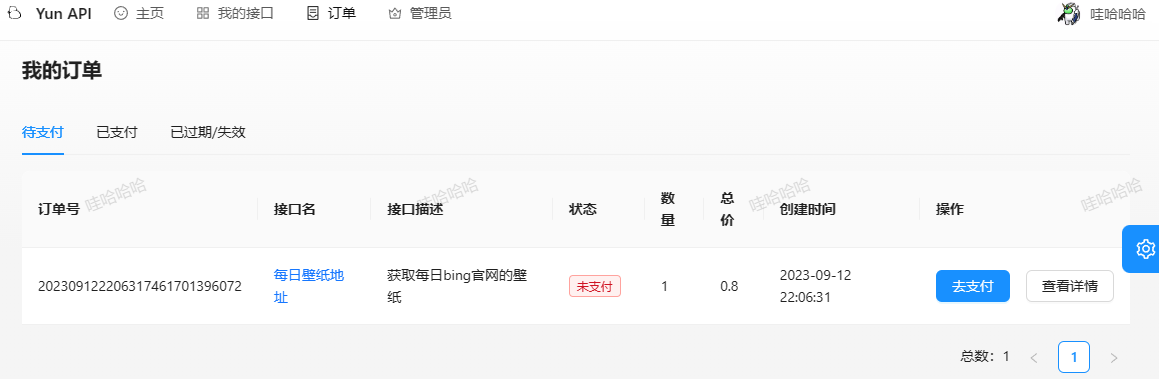 Yun API 主页 我的接口 订单 管理员 哇哈哈哈
我的订单
待支付 已支付 已过期/失效
哇哈哈哈 哇哈哈哈 哇哈哈哈 哇哈哈哈
订单号 接口名 接口描述 状态 数量 总价 创建时间 操作
202309122206317461701396072 每日壁纸地址 获取每日bing官网的壁纸 未支付 1 0.8 2023-09-12 22:06:31 去支付 查看详情
总数：1 1